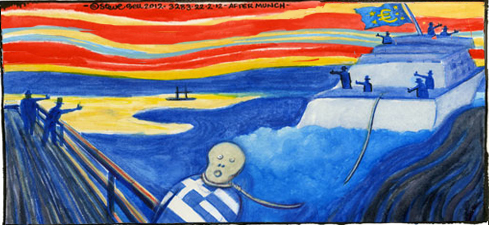 ©Steve Bell 2012 - 3283-22·2·12 - AFTER MUNCH -
€